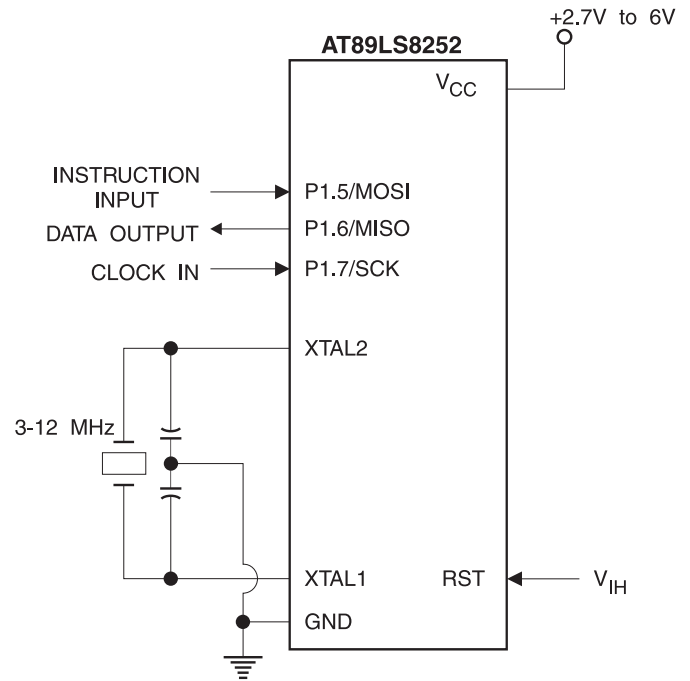 +2.7V to 6V
AT89LS8252
VCC
INSTRUCTION
INPUT
P1.5/MOSI
DATA OUTPUT
P1.6/MISO
CLOCK IN
P1.7/SCK
XTAL2
3-12 MHz
XTAL1
RST
VIH
GND